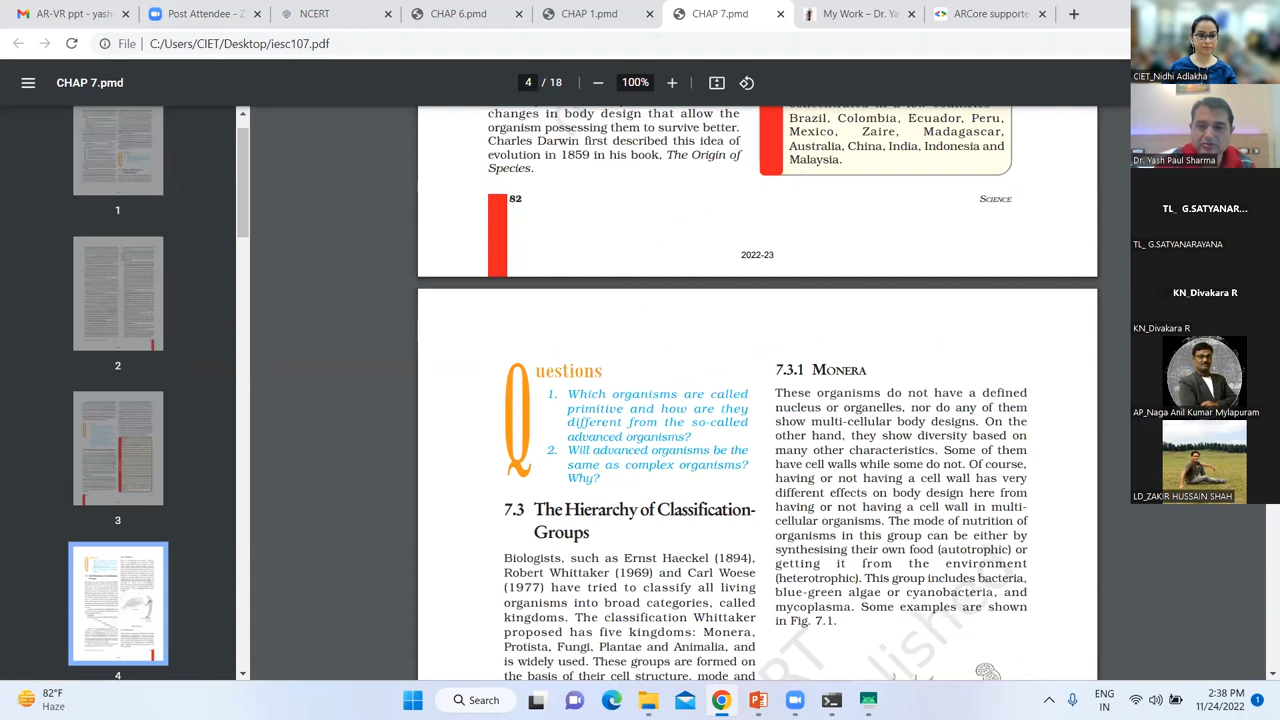 AR-VR ppt - vynsharr
Post Attendee - Z
NCERT
CHAP 6.pmd
CHAP 1.pmd
CHAP 7.pmd
My Work – Dr. Ya
ARCore supporte
File C:/Users/CIET/Desktop/iesc107.pdf
CHAP 7.pmd
4 / 18
100%
1
2
3
4
changes in body design that allow the
organism possessing them to survive better.
Charles Darwin first described this idea of
evolution in 1859 in his book, The Origin of
Species.
Brazil, Colombia, Ecuador, Peru,
Mexico, Zaire, Madagascar,
Australia, China, India, Indonesia and
Malaysia.
82
SCIENCE
2022-23
Questions
1. Which organisms are called
primitive and how are they
different from the so-called
advanced organisms?
2. Will advanced organisms be the
same as complex organisms?
Why?
7.3 The Hierarchy of Classification-
Groups
Biologists, such as Ernst Haeckel (1894),
Robert Whittaker (1969) and Carl Woese
(1977) have tried to classify all living
organisms into broad categories, called
kingdoms. The classification Whittaker
proposed has five kingdoms: Monera,
Protista, Fungi, Plantae and Animalia, and
is widely used. These groups are formed on
the basis of their cell structure, mode and
7.3.1 MONERA
These organisms do not have a defined
nucleus or organelles, nor do any of them
show multi-cellular body designs. On the
other hand, they show diversity based on
many other characteristics. Some of them
have cell walls while some do not. Of course,
having or not having a cell wall has very
different effects on body design here from
having or not having a cell wall in multi-
cellular organisms. The mode of nutrition of
organisms in this group can be either by
synthesising their own food (autotrophic) or
getting it from the environment
(heterotrophic). This group includes bacteria,
blue-green algae or cyanobacteria, and
mycoplasma. Some examples are shown
in Fig. 7.1.
CIET_Nidhi Adlakha
Dr. Yash Paul Sharma
TL_ G.SATYANAR...
TL_ G.SATYANARAYANA
KN_Divakara R
KN_Divakara R
AP_Naga Anil Kumar Mylapuram
LD_ZAKIR HUSSAIN SHAH
82°F
Haze
Search
ENG
IN
2:38 PM
11/24/2022
1